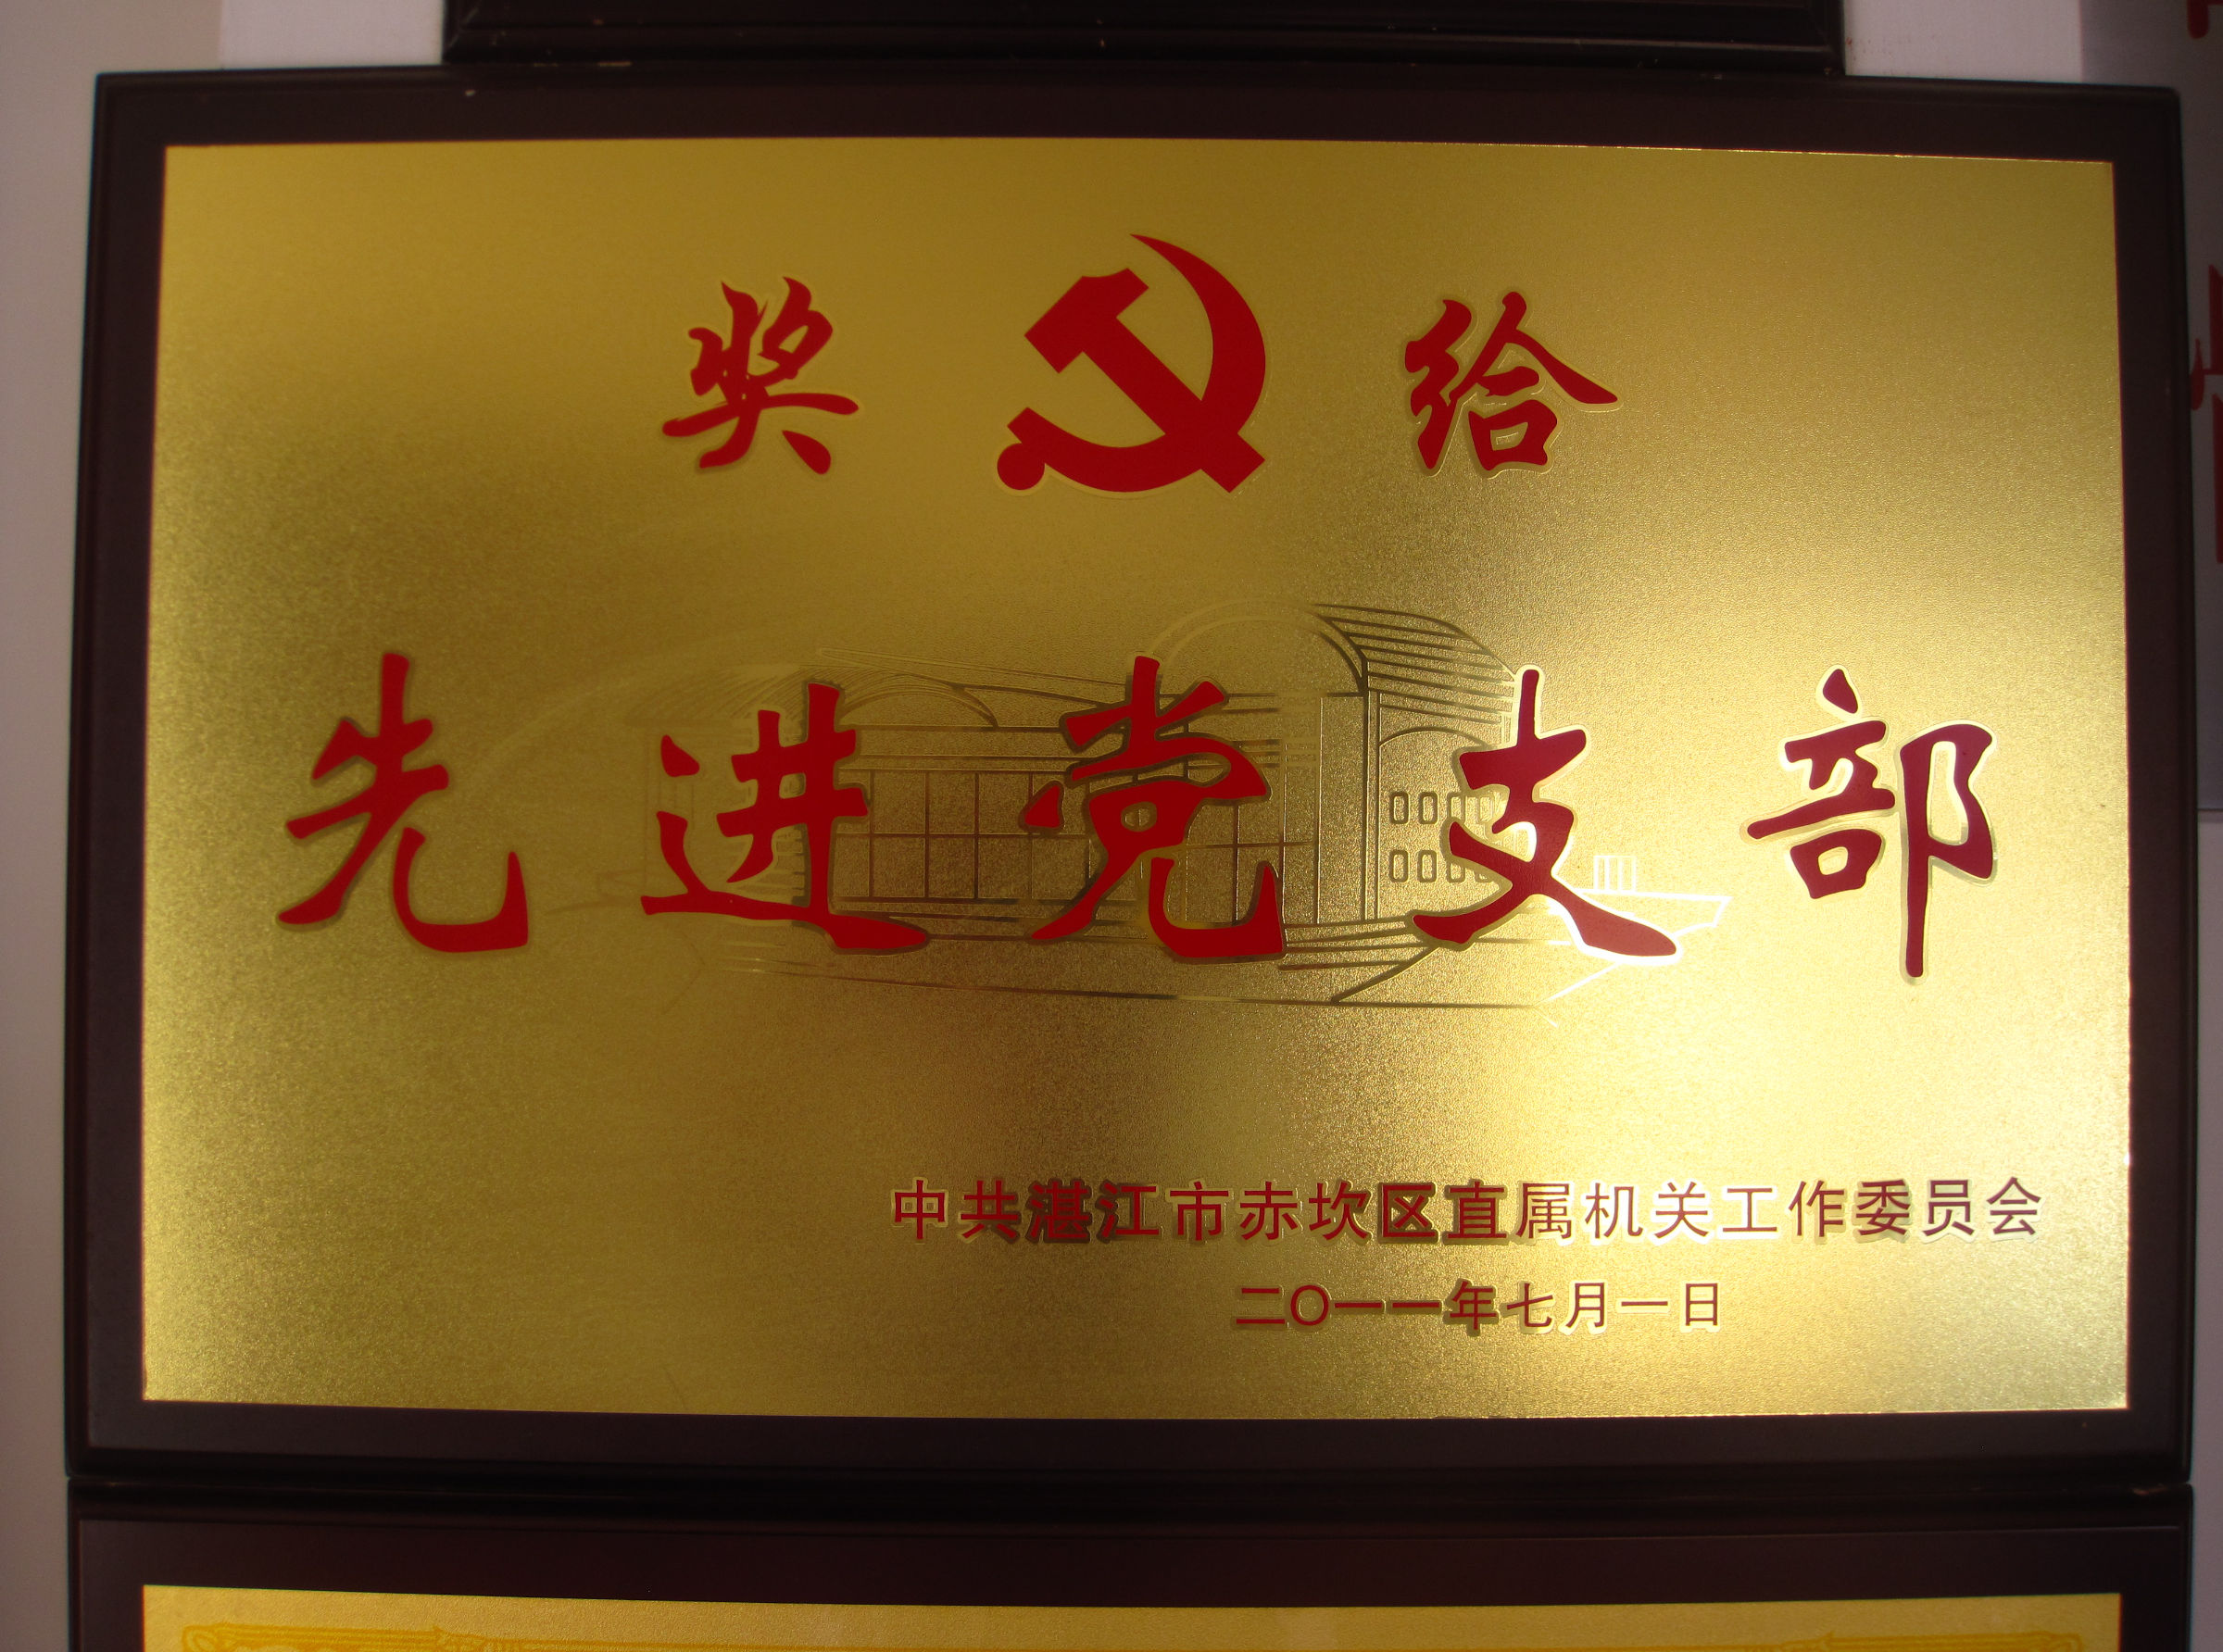 奖 给
先进党支部
中共湛江市赤坎区直属机关工作委员会
二〇一一年七月一日